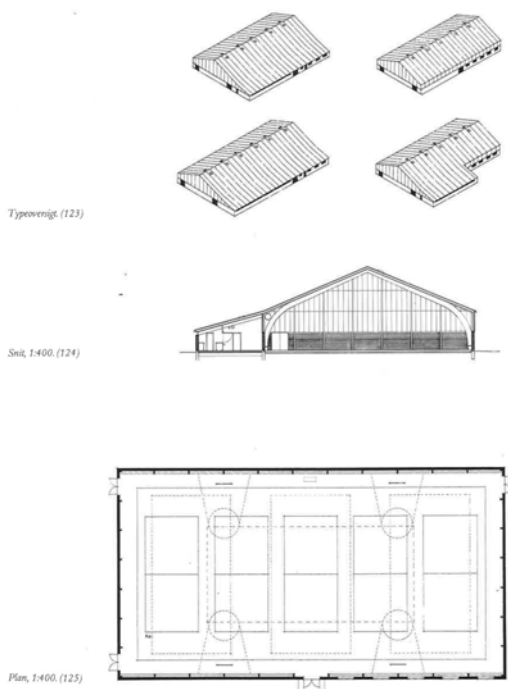 Typeoversigt. (123)
Snit, 1:400. (124)
Plan, 1:400. (125)